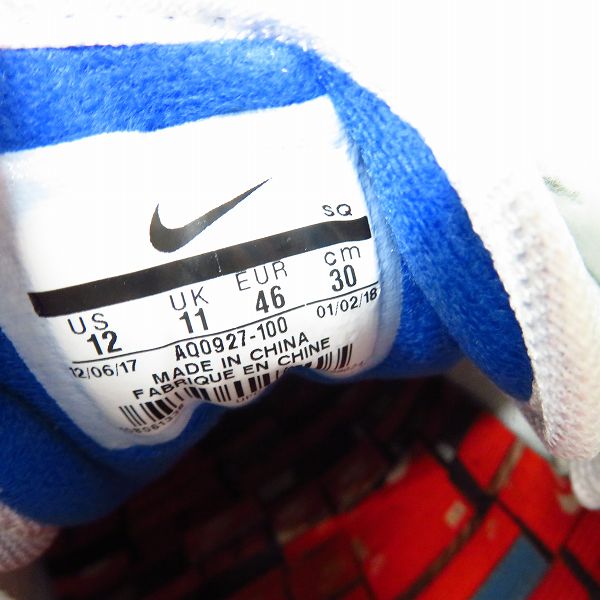 SQ
US UK EUR cm
12 11 46 30
12/06/17 AQ0927-100 01/02/18
MADE IN CHINA
FABRIQUE EN CHINE